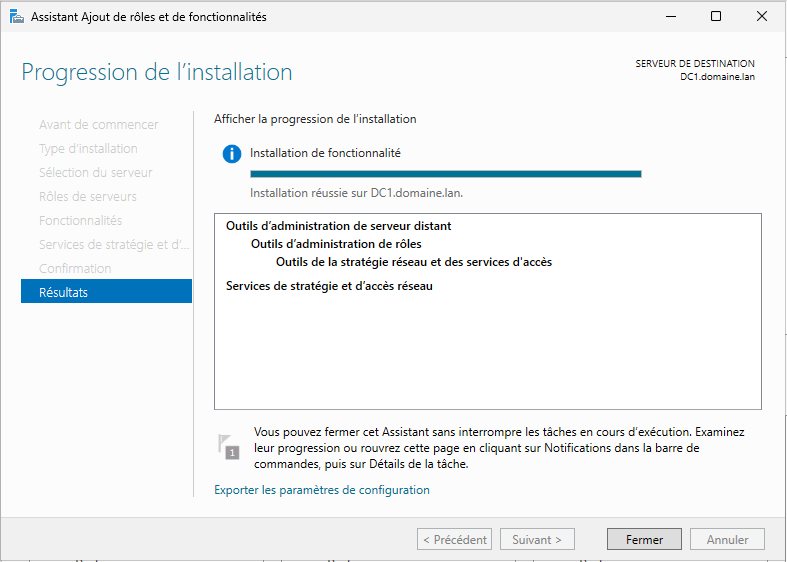 Assistant Ajout de rôles et de fonctionnalités
Progression de l'installation
SERVEUR DE DESTINATION
DC1.domaine.lan
Avant de commencer
Type d'installation
Sélection du serveur
Rôles de serveurs
Fonctionnalités
Services de stratégie et d'...
Confirmation
Résultats
Afficher la progression de l'installation
Installation de fonctionnalité
Installation réussie sur DC1.domaine.lan.
Outils d'administration de serveur distant
Outils d'administration de rôles
Outils de la stratégie réseau et des services d'accès
Services de stratégie et d'accès réseau
1
Vous pouvez fermer cet Assistant sans interrompre les tâches en cours d'exécution. Examinez
leur progression ou rouvrez cette page en cliquant sur Notifications dans la barre de
commandes, puis sur Détails de la tâche.
Exporter les paramètres de configuration
< Précédent
Suivant >
Fermer
Annuler